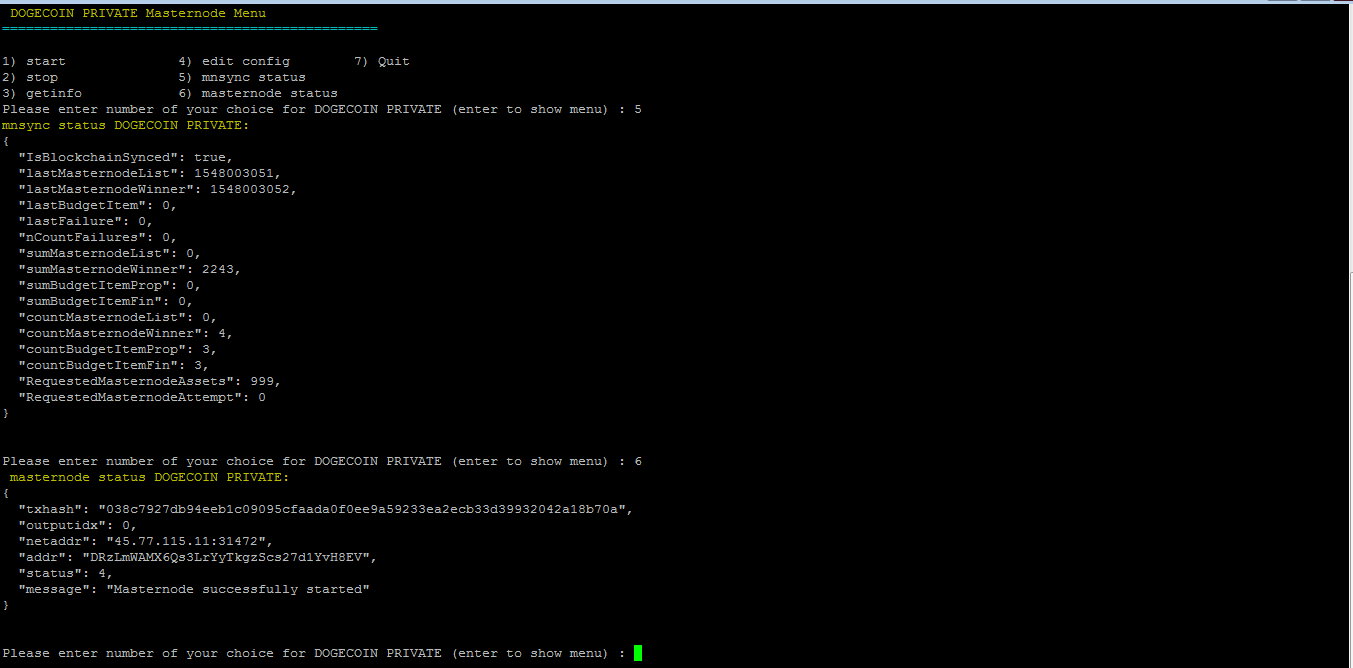 DOGECOIN PRIVATE Masternode Menu
===============================================
1) start 4) edit config 7) Quit
2) stop 5) mnsync status
3) getinfo 6) masternode status
Please enter number of your choice for DOGECOIN PRIVATE (enter to show menu) : 5
mnsync status DOGECOIN PRIVATE:
{
"IsBlockchainSynced": true,
"lastMasternodeList": 1548003051,
"lastMasternodeWinner": 1548003052,
"lastBudgetItem": 0,
"lastFailure": 0,
"nCountFailures": 0,
"sumMasternodeList": 0,
"sumMasternodeWinner": 2243,
"sumBudgetItemProp": 0,
"sumBudgetItemFin": 0,
"countMasternodeList": 0,
"countMasternodeWinner": 4,
"countBudgetItemProp": 3,
"countBudgetItemFin": 3,
"RequestedMasternodeAssets": 999,
"RequestedMasternodeAttempt": 0
}
Please enter number of your choice for DOGECOIN PRIVATE (enter to show menu) : 6
masternode status DOGECOIN PRIVATE:
{
"txhash": "038c7927db94eeb1c09095cfaada0f0ee9a59233ea2ecb33d39932042a18b70a",
"outputidx": 0,
"netaddr": "45.77.115.11:31472",
"addr": "DRzLmWAMX6Qs3LrYyTkgzScs27d1YvH8EV",
"status": 4,
"message": "Masternode successfully started"
}
Please enter number of your choice for DOGECOIN PRIVATE (enter to show menu) :